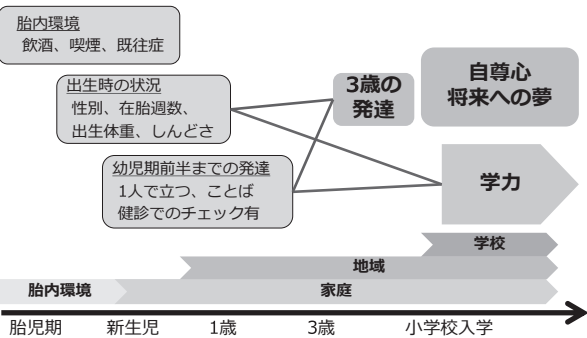 胎内環境
飲酒、喫煙、既往症
出生時の状況
性別、在胎週数、
出生体重、しんどさ
幼児期前半までの発達
1人で立つ、ことば
健診でのチェック有
3歳の
発達
自尊心
将来への夢
学力
学校
地域
胎内環境
家庭
胎児期
新生児
1歳
3歳
小学校入学